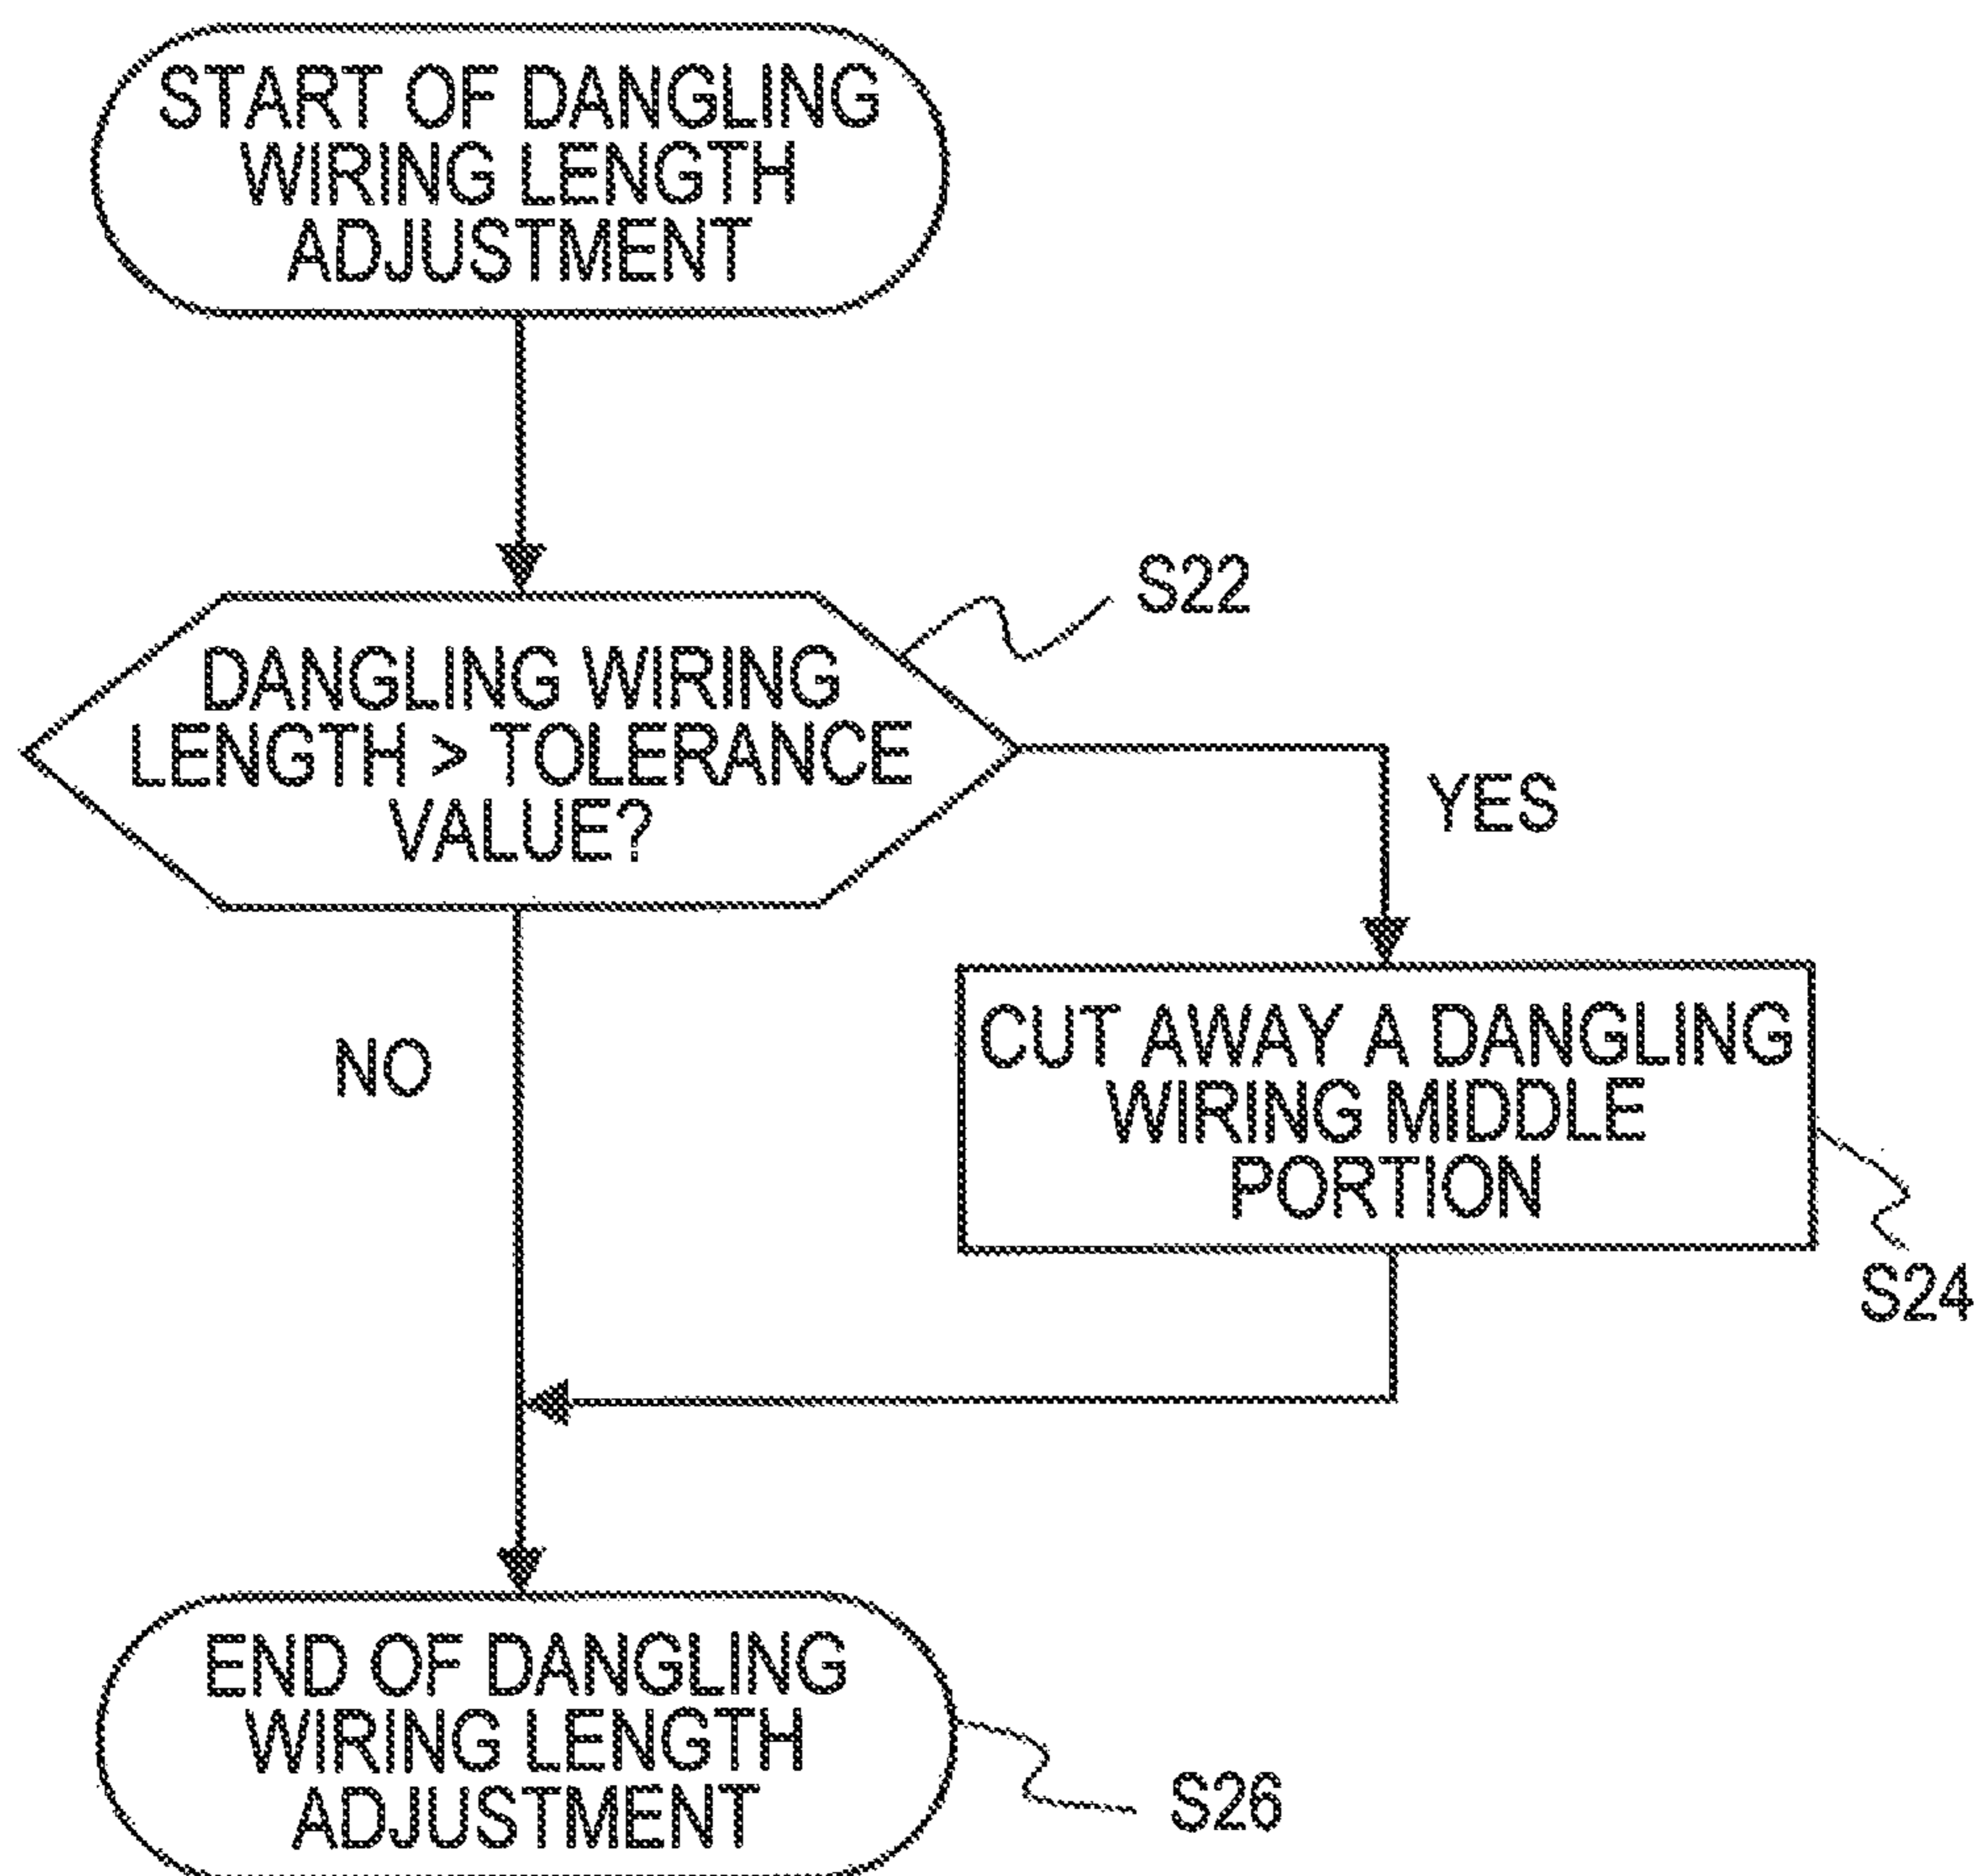 START OF DANGLING
WIRING LENGTH
ADJUSTMENT
S22
DANGLING WIRING
LENGTH > TOLERANCE
VALUE?
YES
NO
CUT AWAY A DANGLING
WIRING MIDDLE
PORTION
S24
END OF DANGLING
WIRING LENGTH
ADJUSTMENT
S26